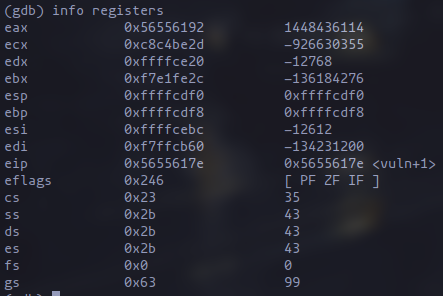 (gdb) info registers
eax 0x56556192 1448436114
ecx 0xc8c4be2d -926630355
edx 0xffffce20 -12768
ebx 0xf7e1fe2c -136184276
esp 0xffffcdf0 0xffffcdf0
ebp 0xffffcdf8 0xffffcdf8
esi 0xffffcebc -12612
edi 0xf7ffcb60 -134231200
eip 0x5655617e 0x5655617e <vuln+1>
eflags 0x246 [ PF ZF IF ]
cs 0x23 35
ss 0x2b 43
ds 0x2b 43
es 0x2b 43
fs 0x0 0
gs 0x63 99